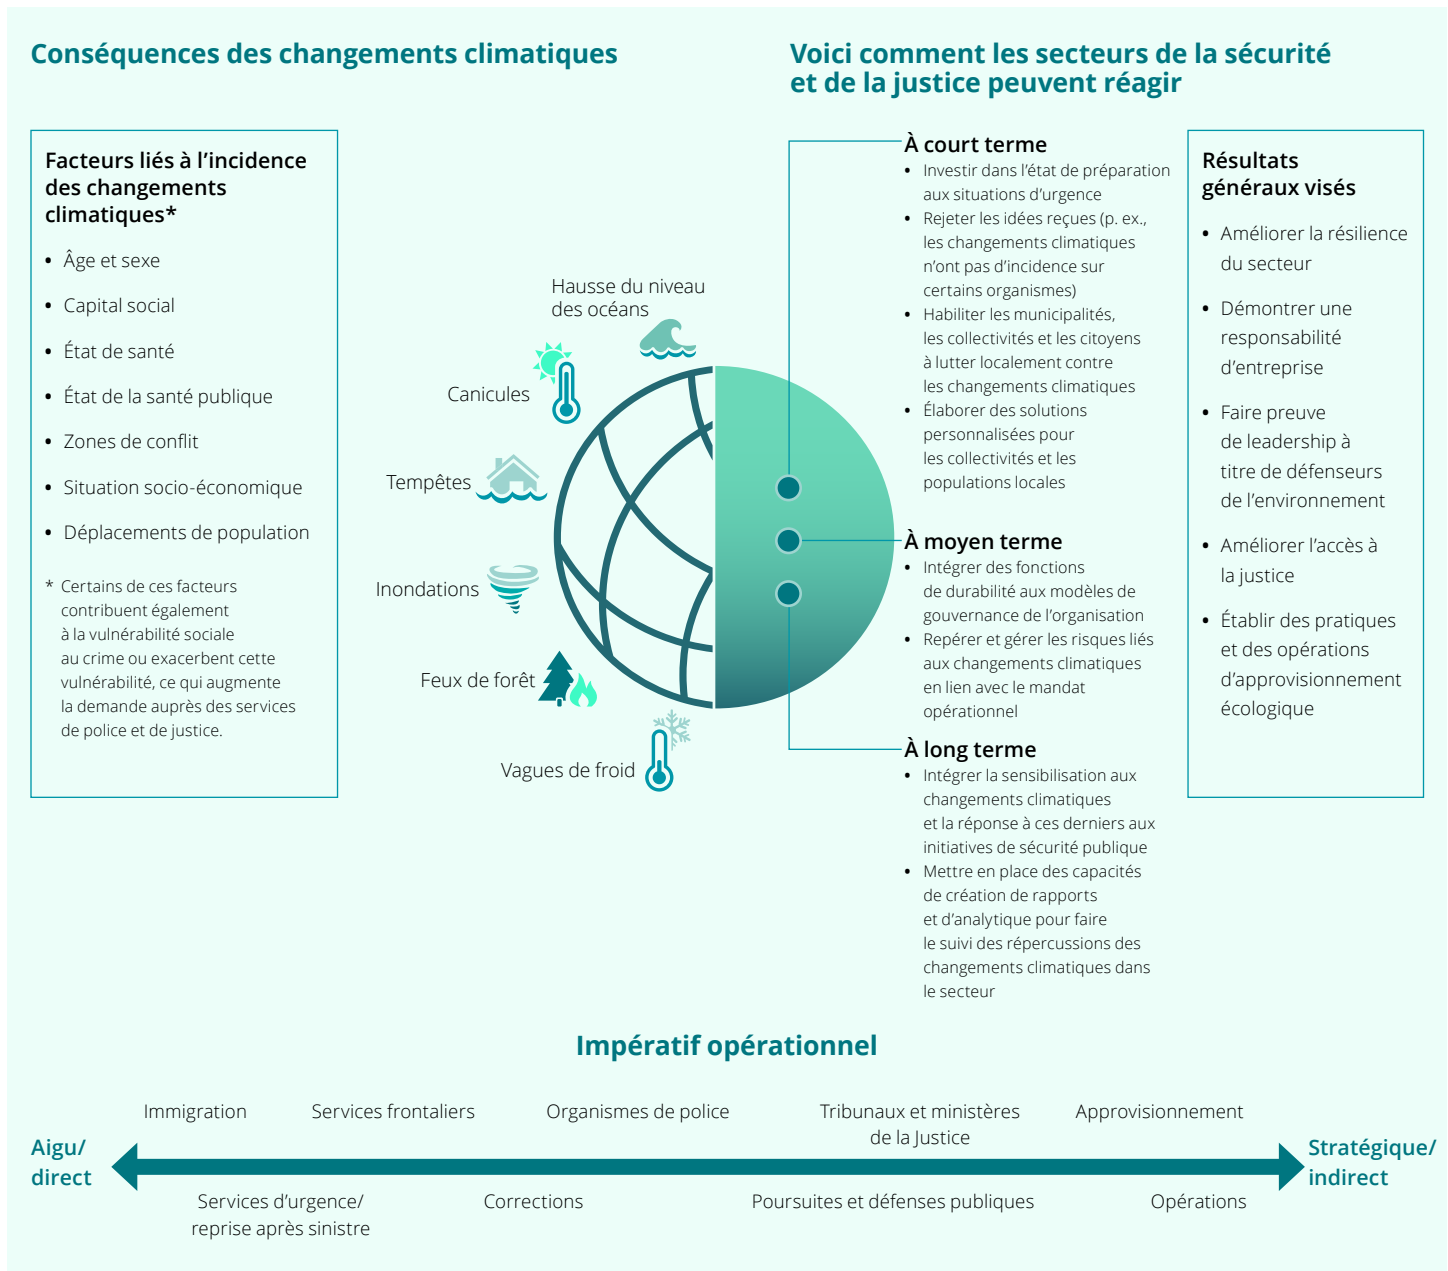 Conséquences des changements climatiques
Voici comment les secteurs de la sécurité
et de la justice peuvent réagir
Facteurs liés à l’incidence
des changements
climatiques*
• Âge et sexe
• Capital social
• État de santé
• État de la santé publique
• Zones de conflit
• Situation socio-économique
• Déplacements de population
* Certains de ces facteurs
contribuent également
à la vulnérabilité sociale
au crime ou exacerbent cette
vulnérabilité, ce qui augmente
la demande auprès des services
de police et de justice.
Hausse du niveau
des océans
Canicules
Tempêtes
Inondations
Feux de forêt
Vagues de froid
À court terme
• Investir dans l’état de préparation
aux situations d’urgence
• Rejeter les idées reçues (p. ex.,
les changements climatiques
n’ont pas d’incidence sur
certains organismes)
• Habiliter les municipalités,
les collectivités et les citoyens
à lutter localement contre
les changements climatiques
• Élaborer des solutions
personnalisées pour
les collectivités et les
populations locales
À moyen terme
• Intégrer des fonctions
de durabilité aux modèles de
gouvernance de l’organisation
• Repérer et gérer les risques liés
aux changements climatiques
en lien avec le mandat
opérationnel
À long terme
• Intégrer la sensibilisation aux
changements climatiques
et la réponse à ces derniers aux
initiatives de sécurité publique
• Mettre en place des capacités
de création de rapports
et d’analytique pour faire
le suivi des répercussions des
changements climatiques dans
le secteur
Résultats
généraux visés
• Améliorer la résilience
du secteur
• Démontrer une
responsabilité
d’entreprise
• Faire preuve
de leadership à
titre de défenseurs
de l’environnement
• Améliorer l’accès à
la justice
• Établir des pratiques
et des opérations
d’approvisionnement
écologique
Impératif opérationnel
Immigration
Services frontaliers
Organismes de police
Tribunaux et ministères
de la Justice
Approvisionnement
Aigu/
direct
Stratégique/
indirect
Services d’urgence/
reprise après sinistre
Corrections
Poursuites et défenses publiques
Opérations